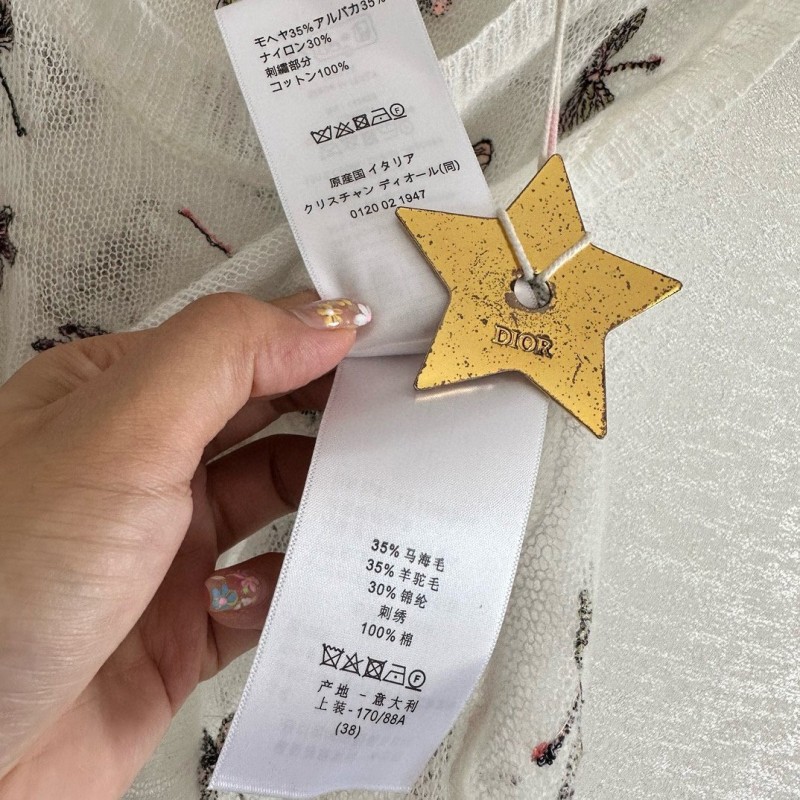 モヘヤ35%アルパカ35%
ナイロン30%
刺繍部分
コットン100%
原産国 イタリア
クリスチャン ディオール(同)
0120 02 1947
DIOR
35% 马海毛
35% 羊驼毛
30% 锦纶
刺绣
100% 棉
产地 - 意大利
上装-170/88A
(38)